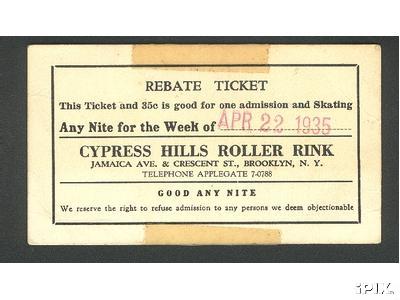 REBATE TICKET
This Ticket and 35c is good for one admission and Skating
Any Nite for the Week of APR 22 1935
CYPRESS HILLS ROLLER RINK
JAMAICA AVE. & CRESCENT ST., BROOKLYN, N. Y.
TELEPHONE APPLEGATE 7-0788
GOOD ANY NITE
We reserve the right to refuse admission to any persons we deem objectionable
iPIX